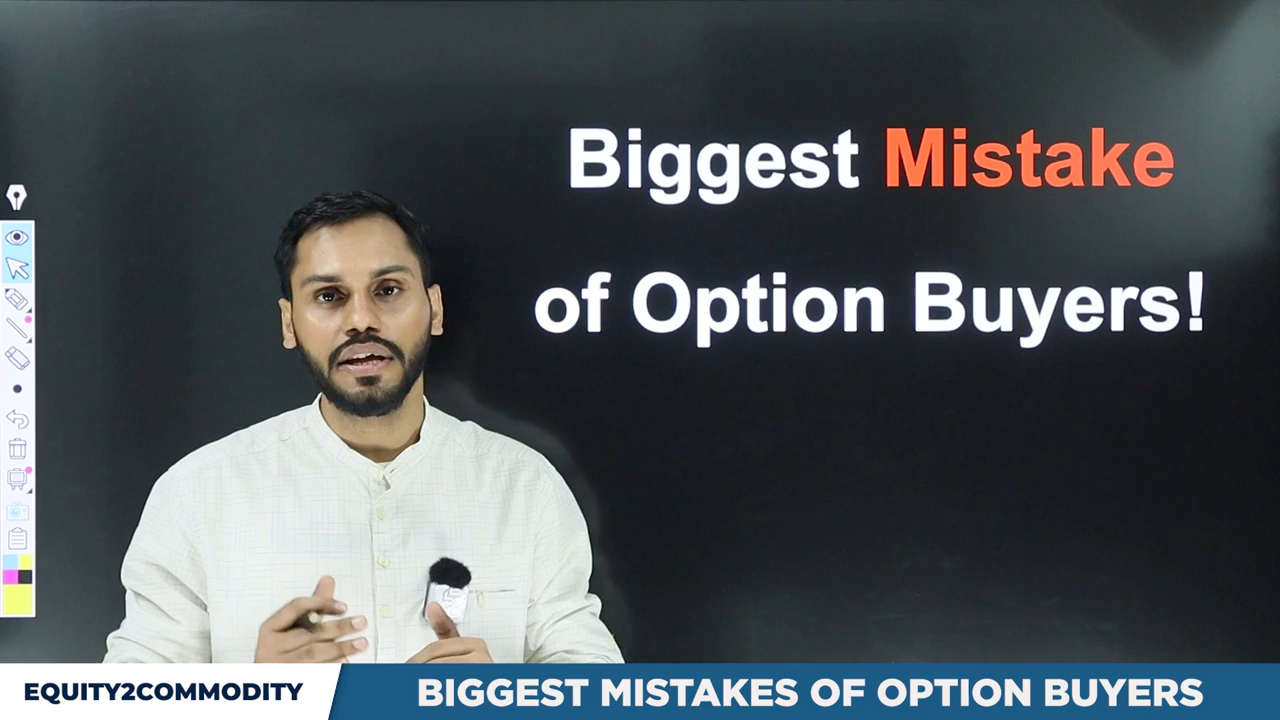 Biggest Mistake
of Option Buyers!
EQUITY2COMMODITY
BIGGEST MISTAKES OF OPTION BUYERS